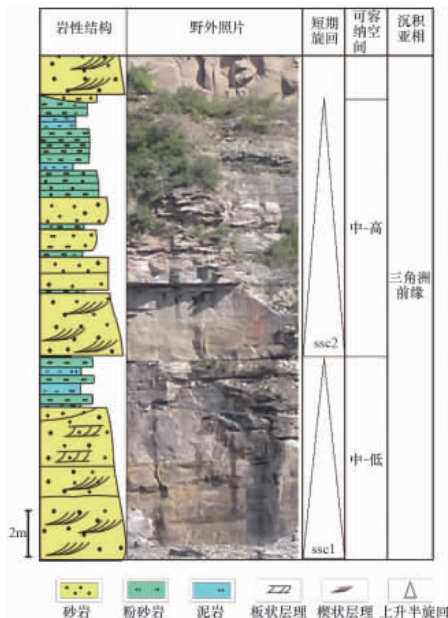 岩性结构 野外照片 短期旋回 可容纳空间 沉积亚相
中-高
三角洲前缘
ssc2
中-低
2m
ssc1
砂岩 粉砂岩 泥岩 板状层理 楔状层理 上升半旋回